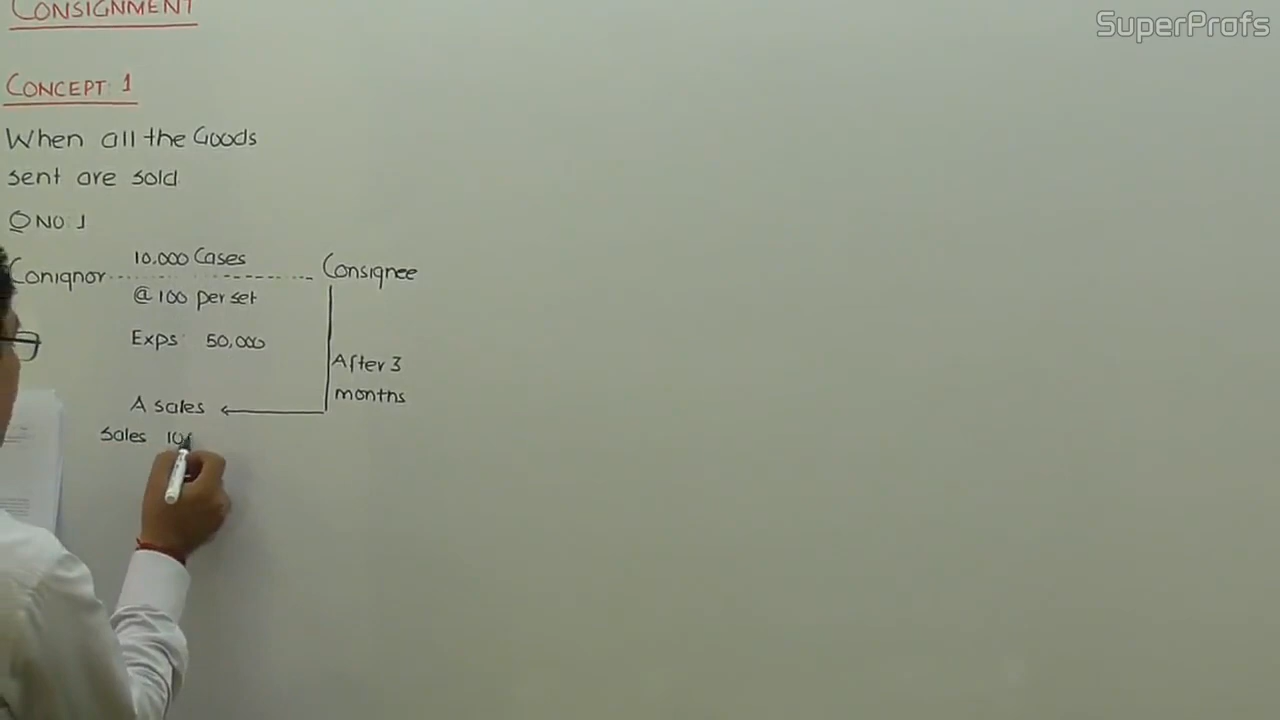 CONSIGNMENT
SuperProfs
CONCEPT: 1
When all the Goods
sent are sold
Q NO: 1
10,000 Cases
Conignor Consignee
@ 100 per set
Exps: 50,000
After 3
months
A sales
Sales 10